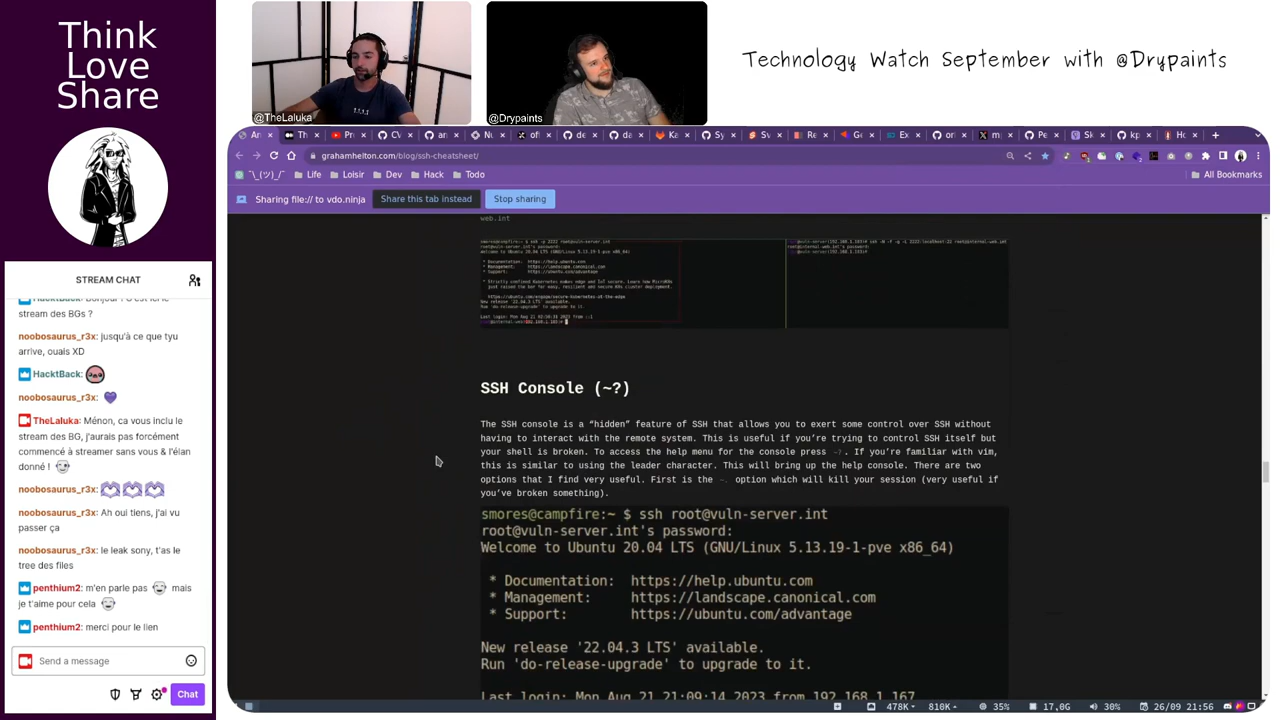 Think
Love
Share
@TheLaluka
@Drypaints
Technology Watch September with @Drypaints
grahamhelton.com/blog/ssh-cheatsheet/
¯\_(ツ)_/¯
Life
Loisir
Dev
Hack
Todo
All Bookmarks
Sharing file:// to vdo.ninja
Share this tab instead
Stop sharing
web.int
STREAM CHAT
HacktBack: Bonjour ! C'est ici le
stream des BGs ?
noobosaurus_r3x: jusqu'à ce que tyu
arrive, ouais XD
HacktBack:
noobosaurus_r3x:
TheLaluka: Ménon, ca vous inclu le
stream des BG, j'aurais pas forcément
commencé à streamer sans vous & l'élan
donné !
noobosaurus_r3x:
noobosaurus_r3x: Ah oui tiens, j'ai vu
passer ça
noobosaurus_r3x: le leak sony, t'as le
tree des files
penthium2: m'en parle pas mais
je t'aime pour cela
penthium2: merci pour le lien
Send a message
Chat
SSH Console (~?)
The SSH console is a “hidden” feature of SSH that allows you to exert some control over SSH without
having to interact with the remote system. This is useful if you’re trying to control SSH itself but
your shell is broken. To access the help menu for the console press ~?. If you’re familiar with vim,
this is similar to using the leader character. This will bring up the help console. There are two
options that I find very useful. First is the ~. option which will kill your session (very useful if
you’ve broken something).
smores@campfire:~ $ ssh root@vuln-server.int
root@vuln-server.int's password:
Welcome to Ubuntu 20.04 LTS (GNU/Linux 5.13.19-1-pve x86_64)
* Documentation: https://help.ubuntu.com
* Management: https://landscape.canonical.com
* Support: https://ubuntu.com/advantage
New release '22.04.3 LTS' available.
Run 'do-release-upgrade' to upgrade to it.
Last login: Mon Aug 21 21:09:14 2023 from 192.168.1.167
478K
810K
35%
17,0G
30%
26/09 21:56